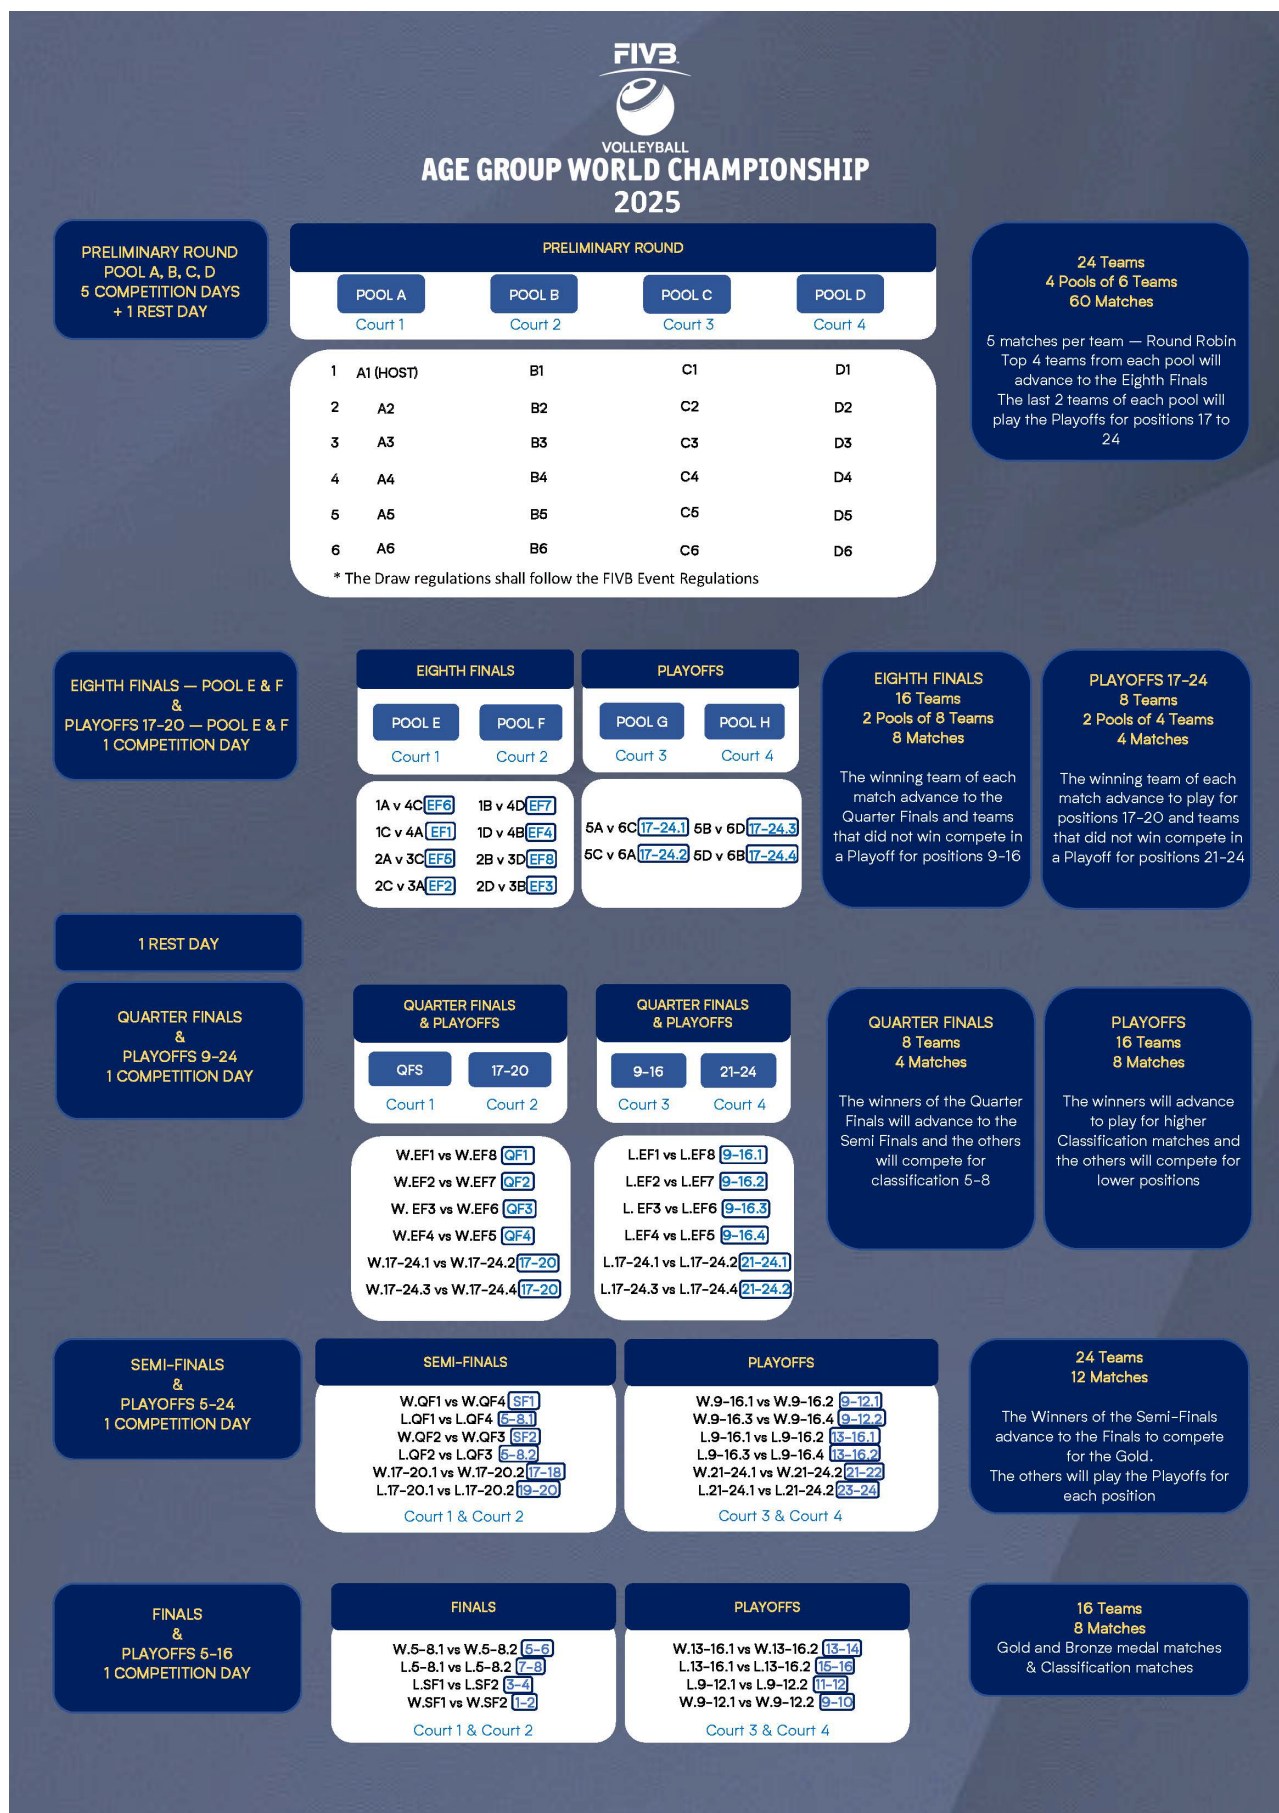 FIVB
VOLLEYBALL
AGE GROUP WORLD CHAMPIONSHIP
2025
PRELIMINARY ROUND
POOL A, B, C, D
5 COMPETITION DAYS
+ 1 REST DAY
PRELIMINARY ROUND
POOL A POOL B POOL C POOL D
Court 1 Court 2 Court 3 Court 4
1 A1 (HOST) B1 C1 D1
2 A2 B2 C2 D2
3 A3 B3 C3 D3
4 A4 B4 C4 D4
5 A5 B5 C5 D5
6 A6 B6 C6 D6
* The Draw regulations shall follow the FIVB Event Regulations
24 Teams
4 Pools of 6 Teams
60 Matches
5 matches per team — Round Robin
Top 4 teams from each pool will
advance to the Eighth Finals
The last 2 teams of each pool will
play the Playoffs for positions 17 to
24
EIGHTH FINALS — POOL E & F
&
PLAYOFFS 17-20 — POOL E & F
1 COMPETITION DAY
EIGHTH FINALS
POOL E POOL F
Court 1 Court 2
1A v 4C EF6 1B v 4D EF7
1C v 4A EF1 1D v 4B EF4
2A v 3C EF5 2B v 3D EF8
2C v 3A EF2 2D v 3B EF3
PLAYOFFS
POOL G POOL H
Court 3 Court 4
5A v 6C 17-24.1 5B v 6D 17-24.3
5C v 6A 17-24.2 5D v 6B 17-24.4
EIGHTH FINALS
16 Teams
2 Pools of 8 Teams
8 Matches
The winning team of each
match advance to the
Quarter Finals and teams
that did not win compete in
a Playoff for positions 9-16
PLAYOFFS 17-24
8 Teams
2 Pools of 4 Teams
4 Matches
The winning team of each
match advance to play for
positions 17-20 and teams
that did not win compete in
a Playoff for positions 21-24
1 REST DAY
QUARTER FINALS
&
PLAYOFFS 9-24
1 COMPETITION DAY
QUARTER FINALS
& PLAYOFFS
QFS 17-20
Court 1 Court 2
W.EF1 vs W.EF8 QF1
W.EF2 vs W.EF7 QF2
W. EF3 vs W.EF6 QF3
W.EF4 vs W.EF5 QF4
W.17-24.1 vs W.17-24.2 17-20
W.17-24.3 vs W.17-24.4 17-20
QUARTER FINALS
& PLAYOFFS
9-16 21-24
Court 3 Court 4
L.EF1 vs L.EF8 9-16.1
L.EF2 vs L.EF7 9-16.2
L. EF3 vs L.EF6 9-16.3
L.EF4 vs L.EF5 9-16.4
L.17-24.1 vs L.17-24.2 21-24.1
L.17-24.3 vs L.17-24.4 21-24.2
QUARTER FINALS
8 Teams
4 Matches
The winners of the Quarter
Finals will advance to the
Semi Finals and the others
will compete for
classification 5-8
PLAYOFFS
16 Teams
8 Matches
The winners will advance
to play for higher
Classification matches and
the others will compete for
lower positions
SEMI-FINALS
&
PLAYOFFS 5-24
1 COMPETITION DAY
SEMI-FINALS
W.QF1 vs W.QF4 SF1
L.QF1 vs L.QF4 5-8.1
W.QF2 vs W.QF3 SF2
L.QF2 vs L.QF3 5-8.2
W.17-20.1 vs W.17-20.2 17-18
L.17-20.1 vs L.17-20.2 19-20
Court 1 & Court 2
PLAYOFFS
W.9-16.1 vs W.9-16.2 9-12.1
W.9-16.3 vs W.9-16.4 9-12.2
L.9-16.1 vs L.9-16.2 13-16.1
L.9-16.3 vs L.9-16.4 13-16.2
W.21-24.1 vs W.21-24.2 21-22
L.21-24.1 vs L.21-24.2 23-24
Court 3 & Court 4
24 Teams
12 Matches
The Winners of the Semi-Finals
advance to the Finals to compete
for the Gold.
The others will play the Playoffs for
each position
FINALS
&
PLAYOFFS 5-16
1 COMPETITION DAY
FINALS
W.5-8.1 vs W.5-8.2 5-6
L.5-8.1 vs L.5-8.2 7-8
L.SF1 vs L.SF2 3-4
W.SF1 vs W.SF2 1-2
Court 1 & Court 2
PLAYOFFS
W.13-16.1 vs W.13-16.2 13-14
L.13-16.1 vs L.13-16.2 15-16
L.9-12.1 vs L.9-12.2 11-12
W.9-12.1 vs W.9-12.2 9-10
Court 3 & Court 4
16 Teams
8 Matches
Gold and Bronze medal matches
& Classification matches